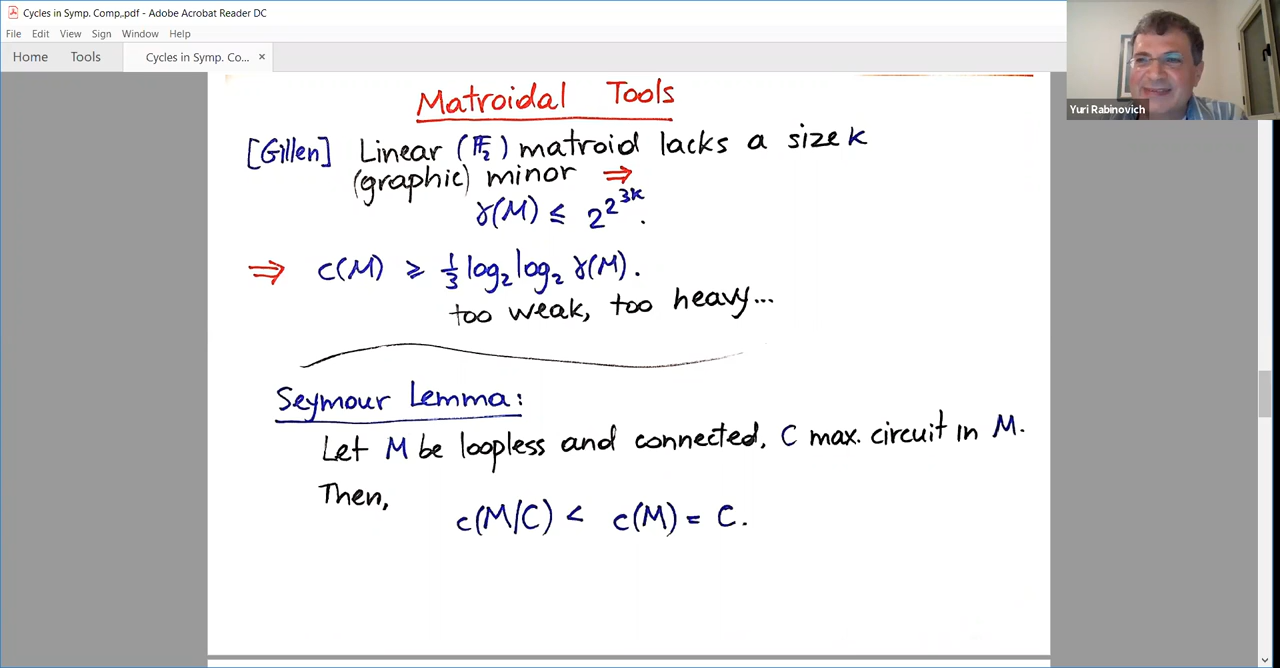 Cycles in Symp. Comp,.pdf - Adobe Acrobat Reader DC
File Edit View Sign Window Help
Home Tools Cycles in Symp. Co... ×
Yuri Rabinovich
Matroidal Tools
[Gillen] Linear (𝔽₂) matroid lacks a size k
(graphic) minor ⇒
γ(M) ≤ 2^2^3k.
⇒ c(M) ≥ 1/3 log₂ log₂ γ(M).
too weak, too heavy...
Seymour Lemma:
Let M be loopless and connected, C max. circuit in M.
Then,
c(M/C) < c(M) = C.